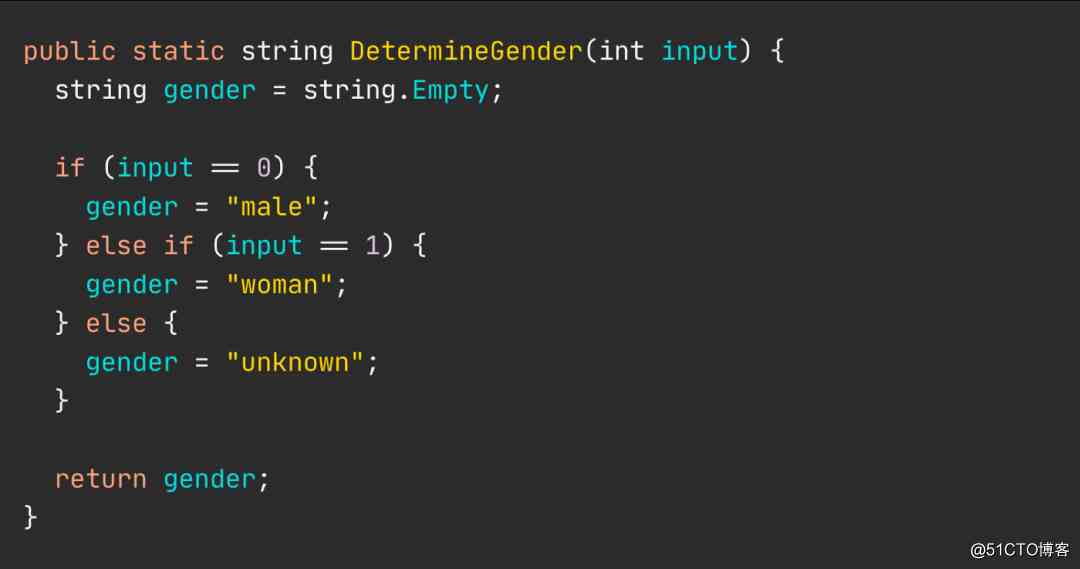 public static string DetermineGender(int input) {
  string gender = string.Empty;

  if (input == 0) {
    gender = "male";
  } else if (input == 1) {
    gender = "woman";
  } else {
    gender = "unknown";
  }

  return gender;
}
@51CTO博客